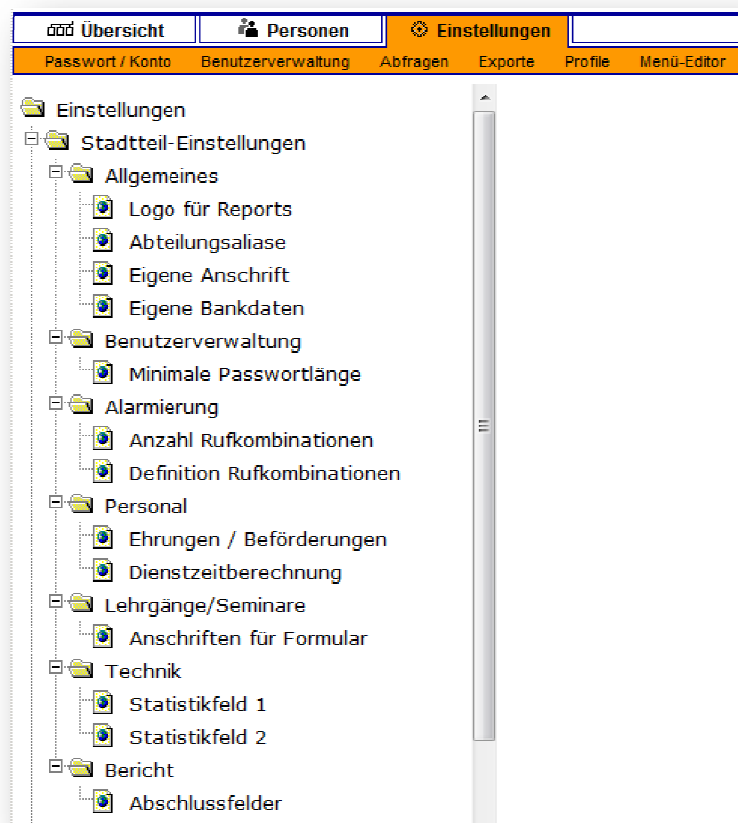 Übersicht Personen Einstellungen
Passwort / Konto Benutzerverwaltung Abfragen Exporte Profile Menü-Editor
Einstellungen
Stadtteil-Einstellungen
Allgemeines
Logo für Reports
Abteilungsaliase
Eigene Anschrift
Eigene Bankdaten
Benutzerverwaltung
Minimale Passwortlänge
Alarmierung
Anzahl Rufkombinationen
Definition Rufkombinationen
Personal
Ehrungen / Beförderungen
Dienstzeitberechnung
Lehrgänge/Seminare
Anschriften für Formular
Technik
Statistikfeld 1
Statistikfeld 2
Bericht
Abschlussfelder